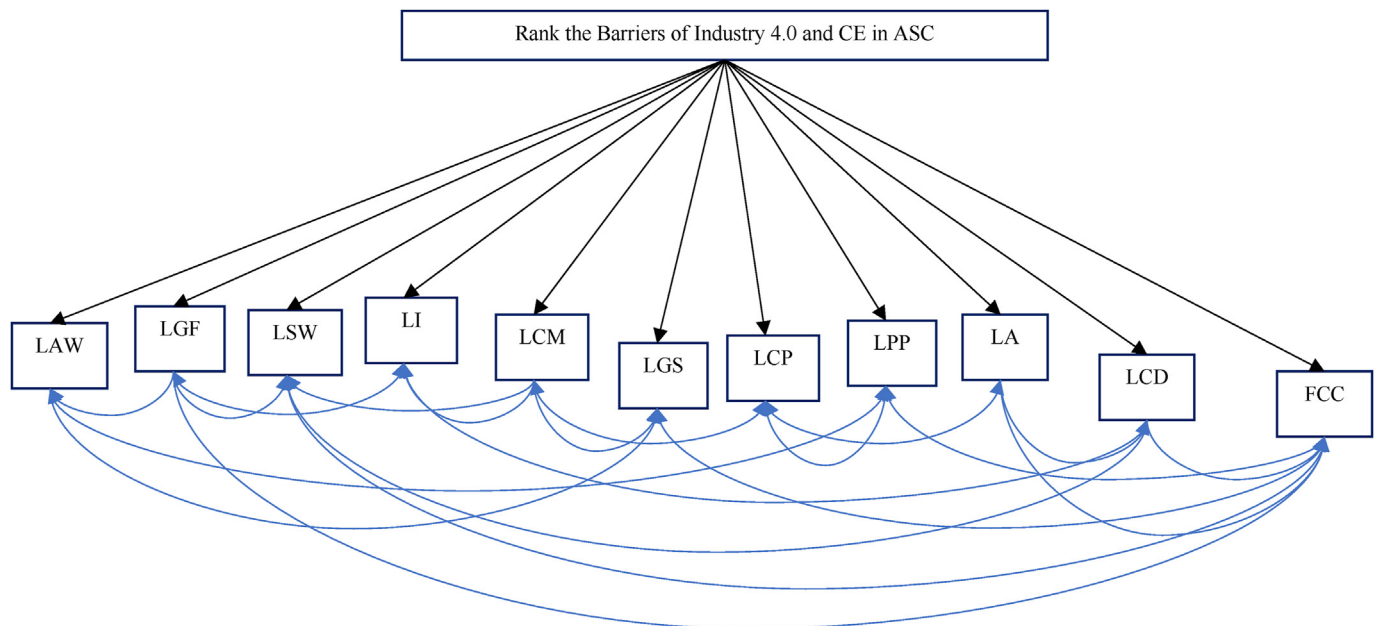 Rank the Barriers of Industry 4.0 and CE in ASC
LAW
LGF
LSW
LI
LCM
LGS
LCP
LPP
LA
LCD
FCC